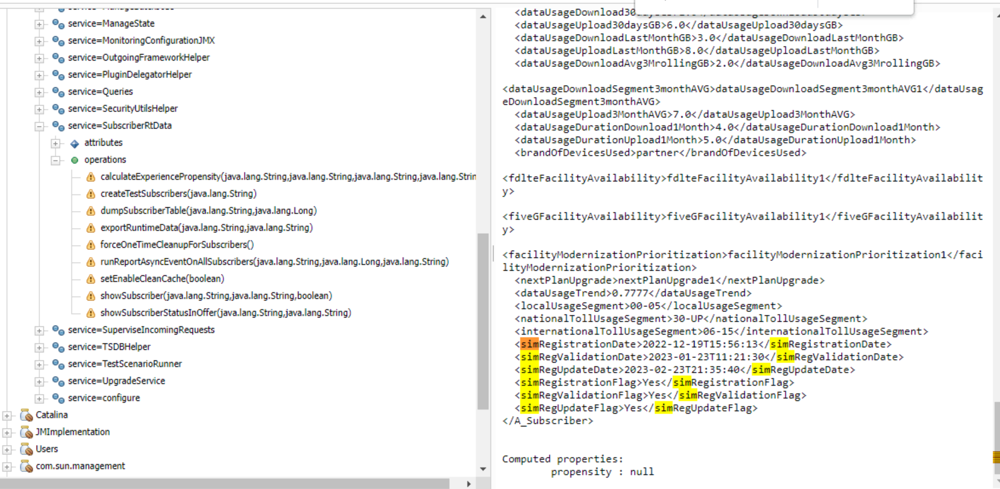 service=ManageState
service=MonitoringConfigurationJMX
service=OutgoingFrameworkHelper
service=PluginDelegatorHelper
service=Queries
service=SecurityUtilsHelper
service=SubscriberRtData
attributes
operations
calculateExperiencePropensity(java.lang.String,java.lang.String,java.lang.String,java.lang.Strin
createTestSubscribers(java.lang.String)
dumpSubscriberTable(java.lang.String,java.lang.Long)
exportRuntimeData(java.lang.String,java.lang.String)
forceOneTimeCleanupForSubscribers()
runReportAsyncEventOnAllSubscribers(java.lang.String,java.lang.Long,java.lang.String)
setEnableCleanCache(boolean)
showSubscriber(java.lang.String,java.lang.String,boolean)
showSubscriberStatusInOffer(java.lang.String,java.lang.String)
service=SuperviseIncomingRequests
service=TSDBHelper
service=TestScenarioRunner
service=UpgradeService
service=configure
Catalina
JMImplementation
Users
com.sun.management
<dataUsageUpload30daysGB>6.0</dataUsageUpload30daysGB>
<dataUsageDownloadLastMonthGB>3.0</dataUsageDownloadLastMonthGB>
<dataUsageUploadLastMonthGB>8.0</dataUsageUploadLastMonthGB>
<dataUsageDownloadAvg3MrollingGB>2.0</dataUsageDownloadAvg3MrollingGB>
<dataUsageDownloadSegment3monthAVG>dataUsageDownloadSegment3monthAVG1</dataUsag
eDownloadSegment3monthAVG>
<dataUsageUpload3MonthAVG>7.0</dataUsageUpload3MonthAVG>
<dataUsageDurationDownload1Month>4.0</dataUsageDurationDownload1Month>
<dataUsageDurationUpload1Month>5.0</dataUsageDurationUpload1Month>
<brandOfDevicesUsed>partner</brandOfDevicesUsed>
<fdlteFacilityAvailability>fdlteFacilityAvailability1</fdlteFacilityAvailabilit
y>
<fiveGFacilityAvailability>fiveGFacilityAvailability1</fiveGFacilityAvailabilit
y>
<facilityModernizationPrioritization>facilityModernizationPrioritization1</faci
lityModernizationPrioritization>
<nextPlanUpgrade>nextPlanUpgrade1</nextPlanUpgrade>
<dataUsageTrend>0.7777</dataUsageTrend>
<localUsageSegment>00-05</localUsageSegment>
<nationalTollUsageSegment>30-UP</nationalTollUsageSegment>
<internationalTollUsageSegment>06-15</internationalTollUsageSegment>
<simRegistrationDate>2022-12-19T15:56:13</simRegistrationDate>
<simRegValidationDate>2023-01-23T11:21:30</simRegValidationDate>
<simRegUpdateDate>2023-02-23T21:35:40</simRegUpdateDate>
<simRegistrationFlag>Yes</simRegistrationFlag>
<simRegValidationFlag>Yes</simRegValidationFlag>
<simRegUpdateFlag>Yes</simRegUpdateFlag>
</A_Subscriber>
Computed properties:
propensity : null